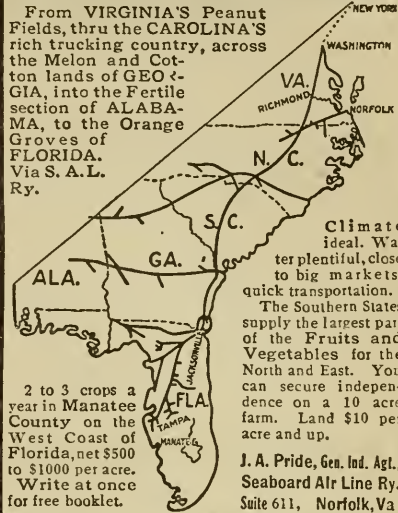 From VIRGINIA'S Peanut
Fields, thru the CAROLINA'S
rich trucking country, across
the Melon and Cot-
ton lands of GEOR-
GIA, into the Fertile
section of ALABA-
MA, to the Orange
Groves of
FLORIDA.
Via S. A. L.
Ry.
NEW YORK
WASHINGTON
VA.
RICHMOND
NORFOLK
N. C.
S. C.
GA.
ALA.
JACKSONVILLE
FLA.
TAMPA
MANATEE
Climate
ideal. Wa-
ter plentiful, close
to big markets,
quick transportation.
The Southern States
supply the largest part
of the Fruits and
Vegetables for the
North and East. You
can secure indepen-
dence on a 10 acre
farm. Land $10 per
acre and up.
2 to 3 crops a
year in Manatee
County on the
West Coast of
Florida, net $500
to $1000 per acre.
Write at once
for free booklet.
J. A. Pride, Gen. Ind. Agt.,
Seaboard Air Line Ry.
Suite 611, Norfolk, Va